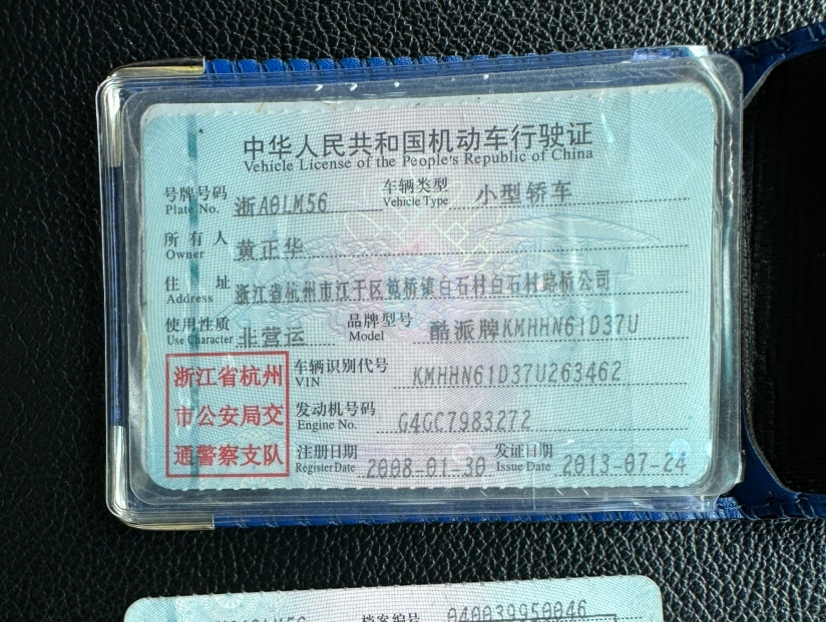 中华人民共和国机动车行驶证
Vehicle License of the People's Republic of China
号牌号码 浙A0LM56 车辆类型 小型轿车
Plate No. Vehicle Type
所有人 黄正华
Owner
住址 浙江省杭州市江干区笕桥镇白石村白石村路桥公司
Address
使用性质 非营运 品牌型号 酷派牌KMHHN61D37U
Use Character Model
浙江省杭州
市公安局交
通警察支队
车辆识别代号 KMHHN61D37U263462
VIN
发动机号码 G4GC7983272
Engine No.
注册日期 2008-01-30 发证日期 2013-07-24
Register Date Issue Date
档案编号 040039950046